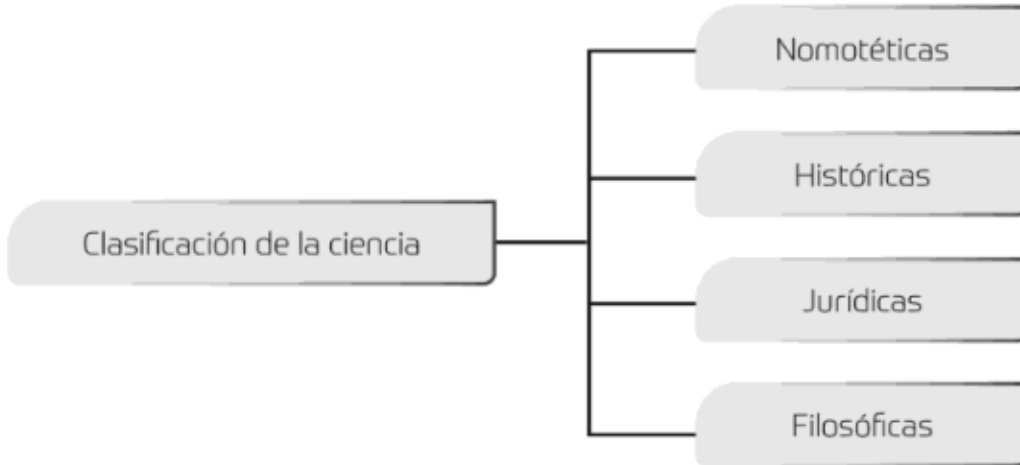 Clasificación de la ciencia
Nomotéticas
Históricas
Jurídicas
Filosóficas